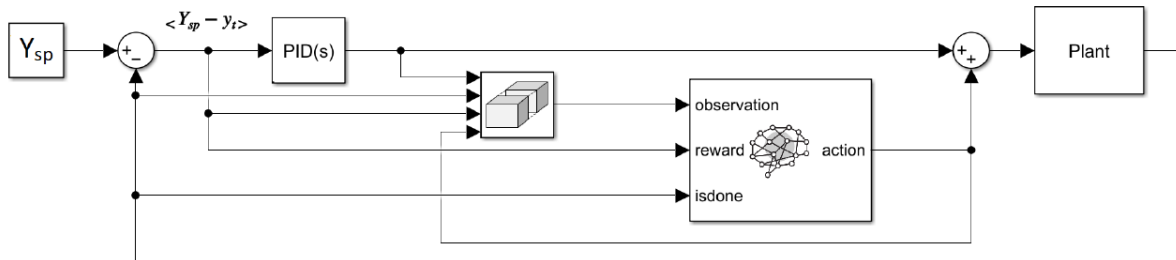 <Y_sp − y_t>
Y_sp
+
−
PID(s)
+
+
Plant
observation
reward
action
isdone